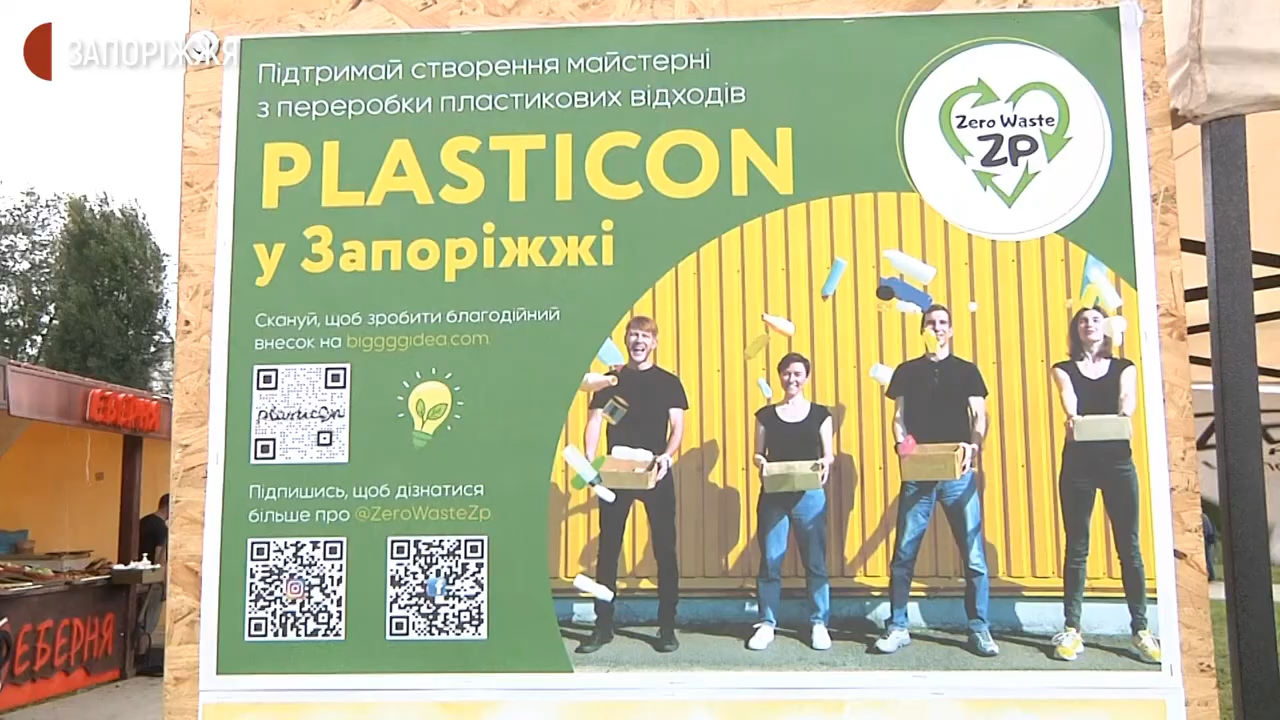 ЗАПОРІЖЖЯ
Підтримай створення майстерні
з переробки пластикових відходів
PLASTICON
у Запоріжжі
Zero Waste
ZP
Скануй, щоб зробити благодійний
внесок на biggggidea.com
plasticon
Підпишись, щоб дізнатися
більше про @ZeroWasteZp
РЕБЕРНЯ
РЕБЕРНЯ